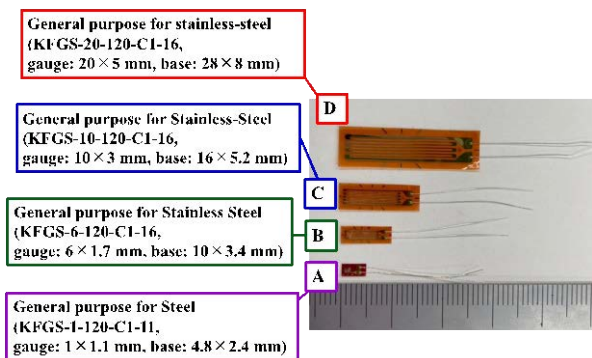 General purpose for stainless-steel
(KFGS-20-120-C1-16,
gauge: 20×5 mm, base: 28×8 mm)
D
General purpose for Stainless-Steel
(KFGS-10-120-C1-16,
gauge: 10×3 mm, base: 16×5.2 mm)
C
General purpose for Stainless Steel
(KFGS-6-120-C1-16,
gauge: 6×1.7 mm, base: 10×3.4 mm)
B
A
General purpose for Steel
(KFGS-1-120-C1-11,
gauge: 1×1.1 mm, base: 4.8×2.4 mm)